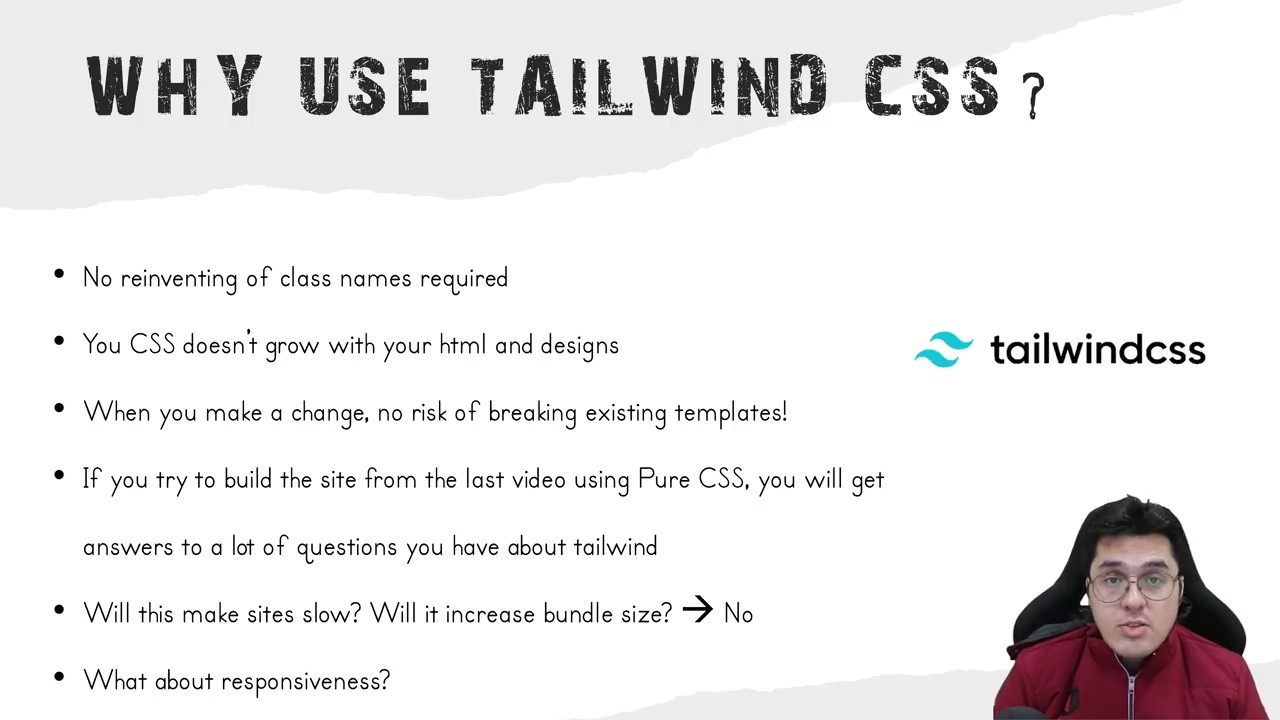 WHY USE TAILWIND CSS?
No reinventing of class names required
You CSS doesn't grow with your html and designs
tailwindcss
When you make a change, no risk of breaking existing templates!
If you try to build the site from the last video using Pure CSS, you will get
answers to a lot of questions you have about tailwind
Will this make sites slow? Will it increase bundle size? → No
What about responsiveness?